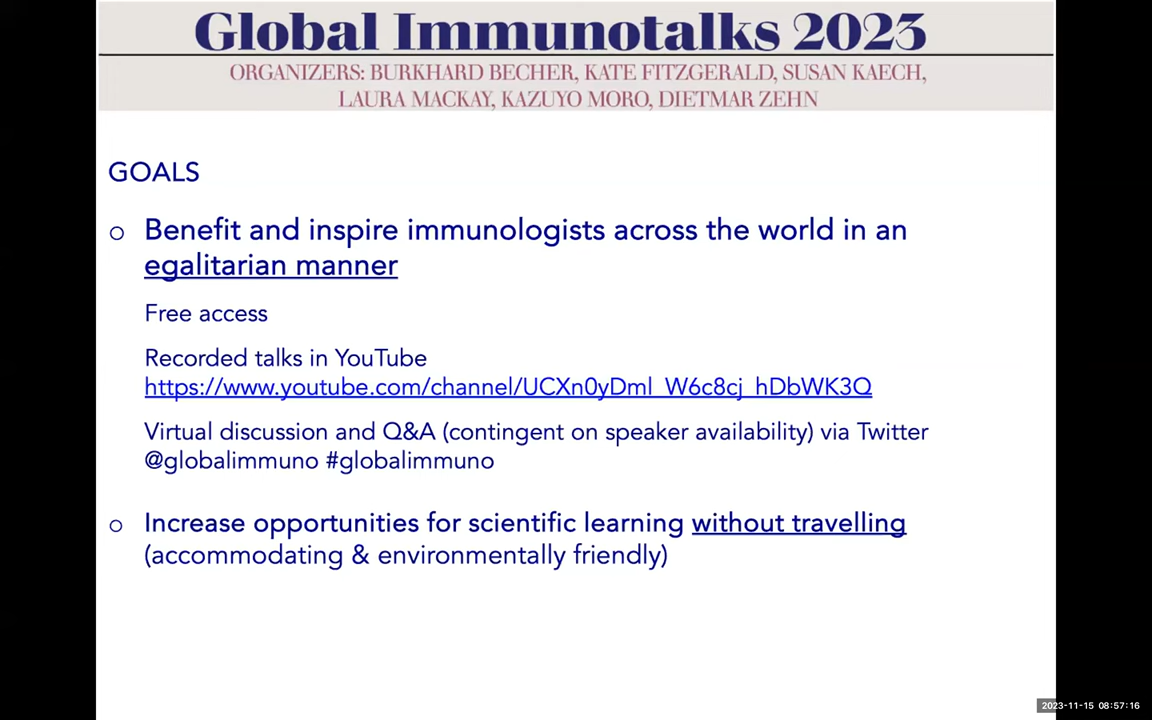 Global Immunotalks 2023
ORGANIZERS: BURKHARD BECHER, KATE FITZGERALD, SUSAN KAECH,
LAURA MACKAY, KAZUYO MORO, DIETMAR ZEHN
GOALS
○ Benefit and inspire immunologists across the world in an
egalitarian manner
Free access
Recorded talks in YouTube
https://www.youtube.com/channel/UCXn0yDml_W6c8cj_hDbWK3Q
Virtual discussion and Q&A (contingent on speaker availability) via Twitter
@globalimmuno #globalimmuno
○ Increase opportunities for scientific learning without travelling
(accommodating & environmentally friendly)
2023-11-15 08:57:16